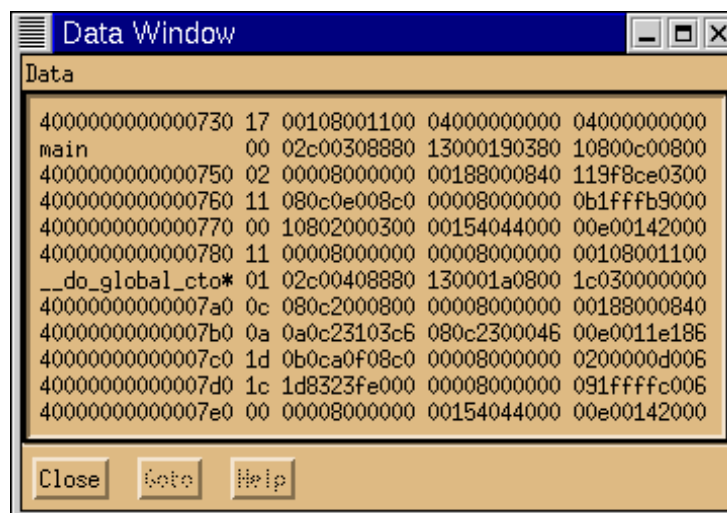 Data Window
Data
4000000000000730 17 00108001100 04000000000 04000000000
main 00 02c00308880 13000190380 10800c00800
4000000000000750 02 00008000000 00188000840 119f8ce0300
4000000000000760 11 080c0e008c0 00008000000 0b1fffb9000
4000000000000770 00 10802000300 00154044000 00e00142000
4000000000000780 11 00008000000 00008000000 00108001100
__do_global_cto* 01 02c00408880 130001a0800 1c030000000
40000000000007a0 0c 080c2000800 00008000000 00188000840
40000000000007b0 0a 0a0c23103c6 080c2300046 00e0011e186
40000000000007c0 1d 0b0ca0f08c0 00008000000 0200000d006
40000000000007d0 1c 1d8323fe000 00008000000 091ffffc006
40000000000007e0 00 00008000000 00154044000 00e00142000
Close Goto Help